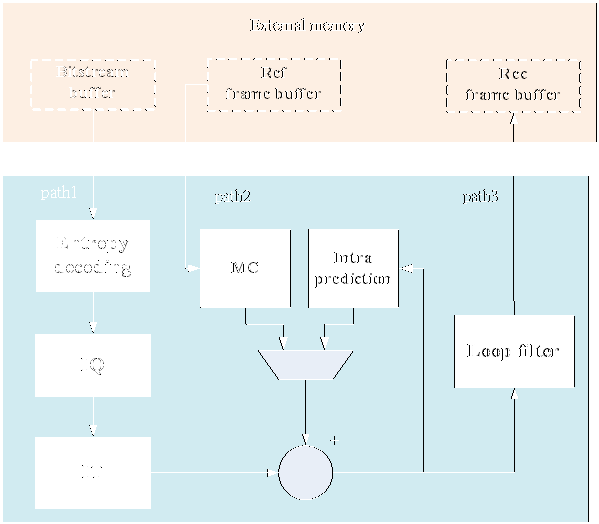 External memory
Bitstream
buffer
Ref
frame buffer
Rec
frame buffer
path1
path2
path3
Entropy
decoding
MC
Intra
prediction
IQ
Loop filter
+
+